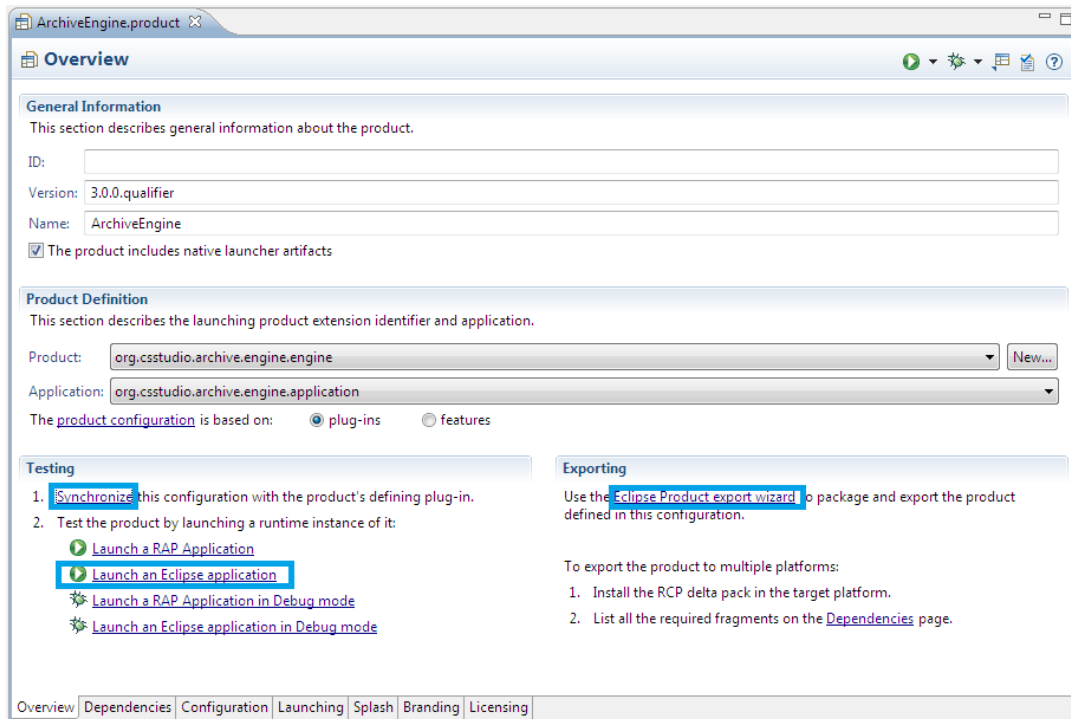 ArchiveEngine.product
Overview
General Information
This section describes general information about the product.
ID:
Version: 3.0.0.qualifier
Name: ArchiveEngine
The product includes native launcher artifacts
Product Definition
This section describes the launching product extension identifier and application.
Product: org.csstudio.archive.engine.engine New...
Application: org.csstudio.archive.engine.application
The product configuration is based on: plug-ins features
Testing
1. Synchronize this configuration with the product's defining plug-in.
2. Test the product by launching a runtime instance of it:
Launch a RAP Application
Launch an Eclipse application
Launch a RAP Application in Debug mode
Launch an Eclipse application in Debug mode
Exporting
Use the Eclipse Product export wizard to package and export the product
defined in this configuration.
To export the product to multiple platforms:
1. Install the RCP delta pack in the target platform.
2. List all the required fragments on the Dependencies page.
Overview Dependencies Configuration Launching Splash Branding Licensing